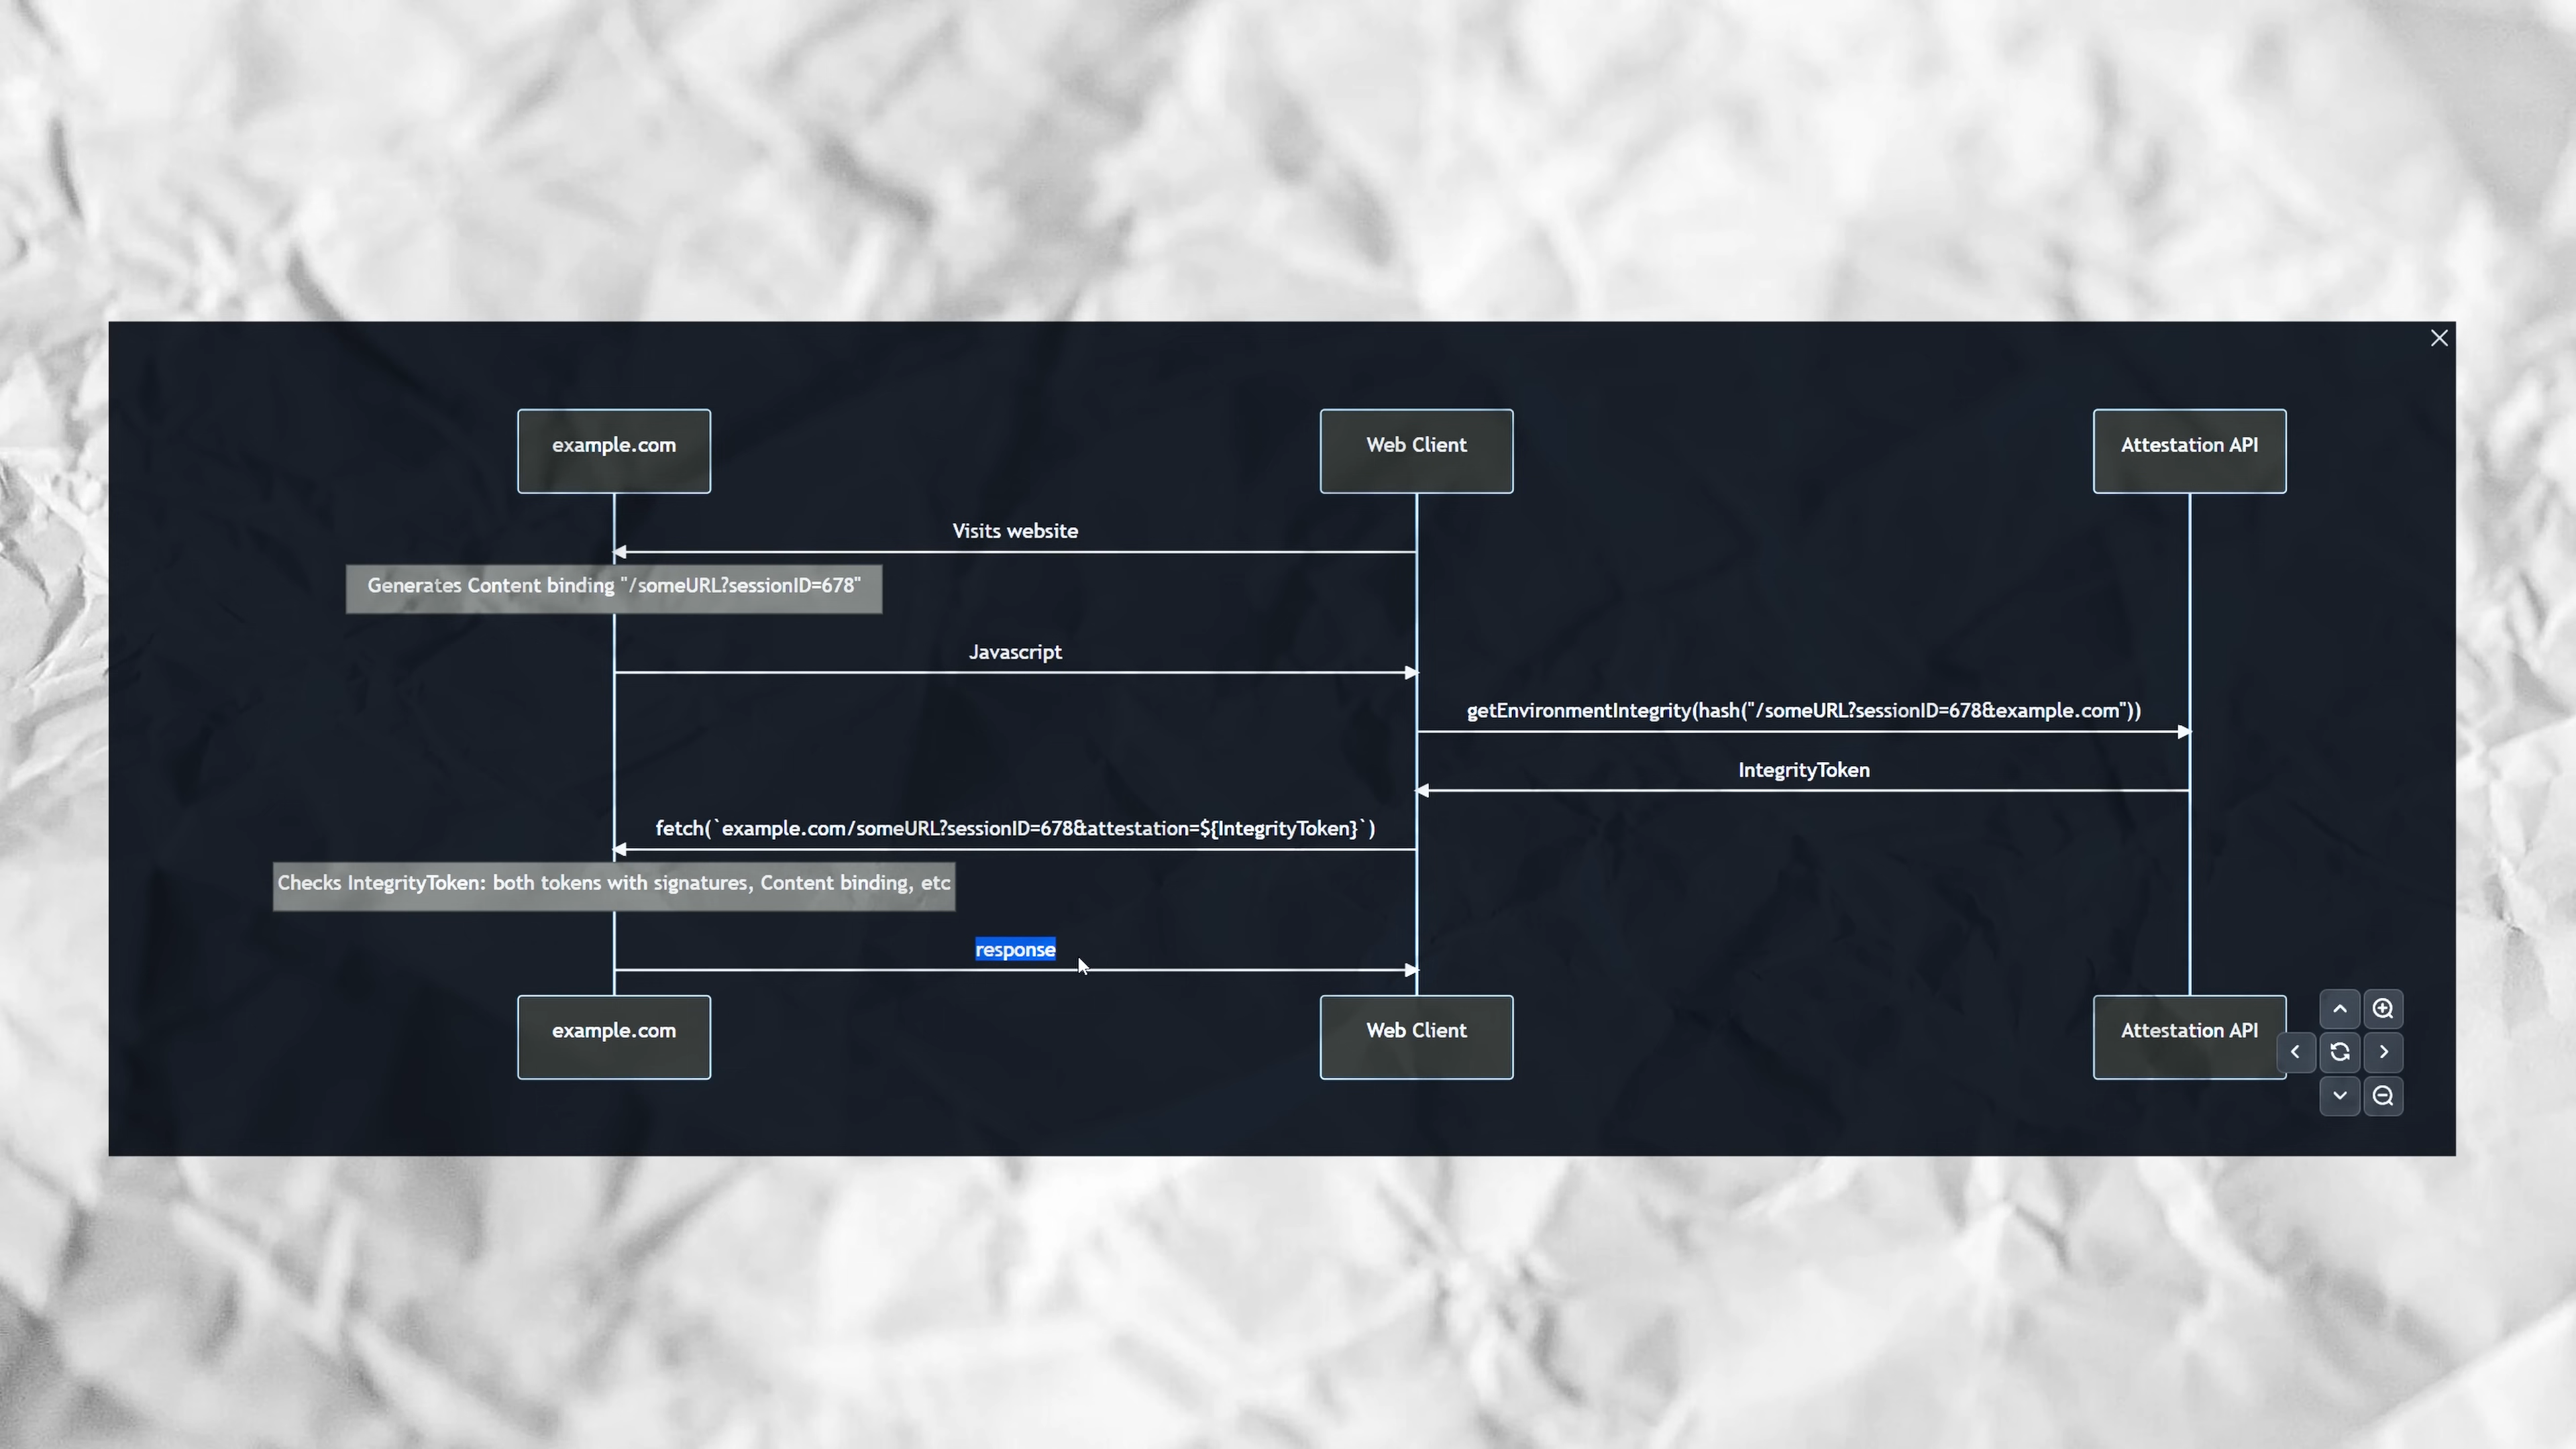 example.com
Web Client
Attestation API
Visits website
Generates Content binding "/someURL?sessionID=678"
Javascript
getEnvironmentIntegrity(hash("/someURL?sessionID=678&example.com"))
IntegrityToken
fetch(`example.com/someURL?sessionID=678&attestation=${IntegrityToken}`)
Checks IntegrityToken: both tokens with signatures, Content binding, etc
response
example.com
Web Client
Attestation API